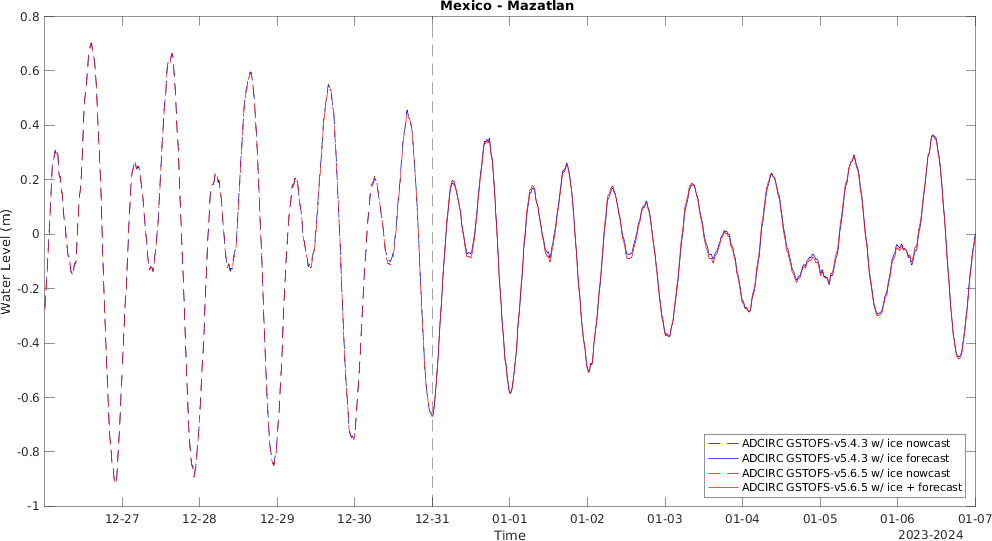 Mexico - Mazatlan
0.8
0.6
0.4
0.2
0
-0.2
-0.4
-0.6
-0.8
-1
Water Level (m)
12-27 12-28 12-29 12-30 12-31 01-01 01-02 01-03 01-04 01-05 01-06 01-07
Time
2023-2024
ADCIRC GSTOFS-v5.4.3 w/ ice nowcast
ADCIRC GSTOFS-v5.4.3 w/ ice forecast
ADCIRC GSTOFS-v5.6.5 w/ ice nowcast
ADCIRC GSTOFS-v5.6.5 w/ ice + forecast